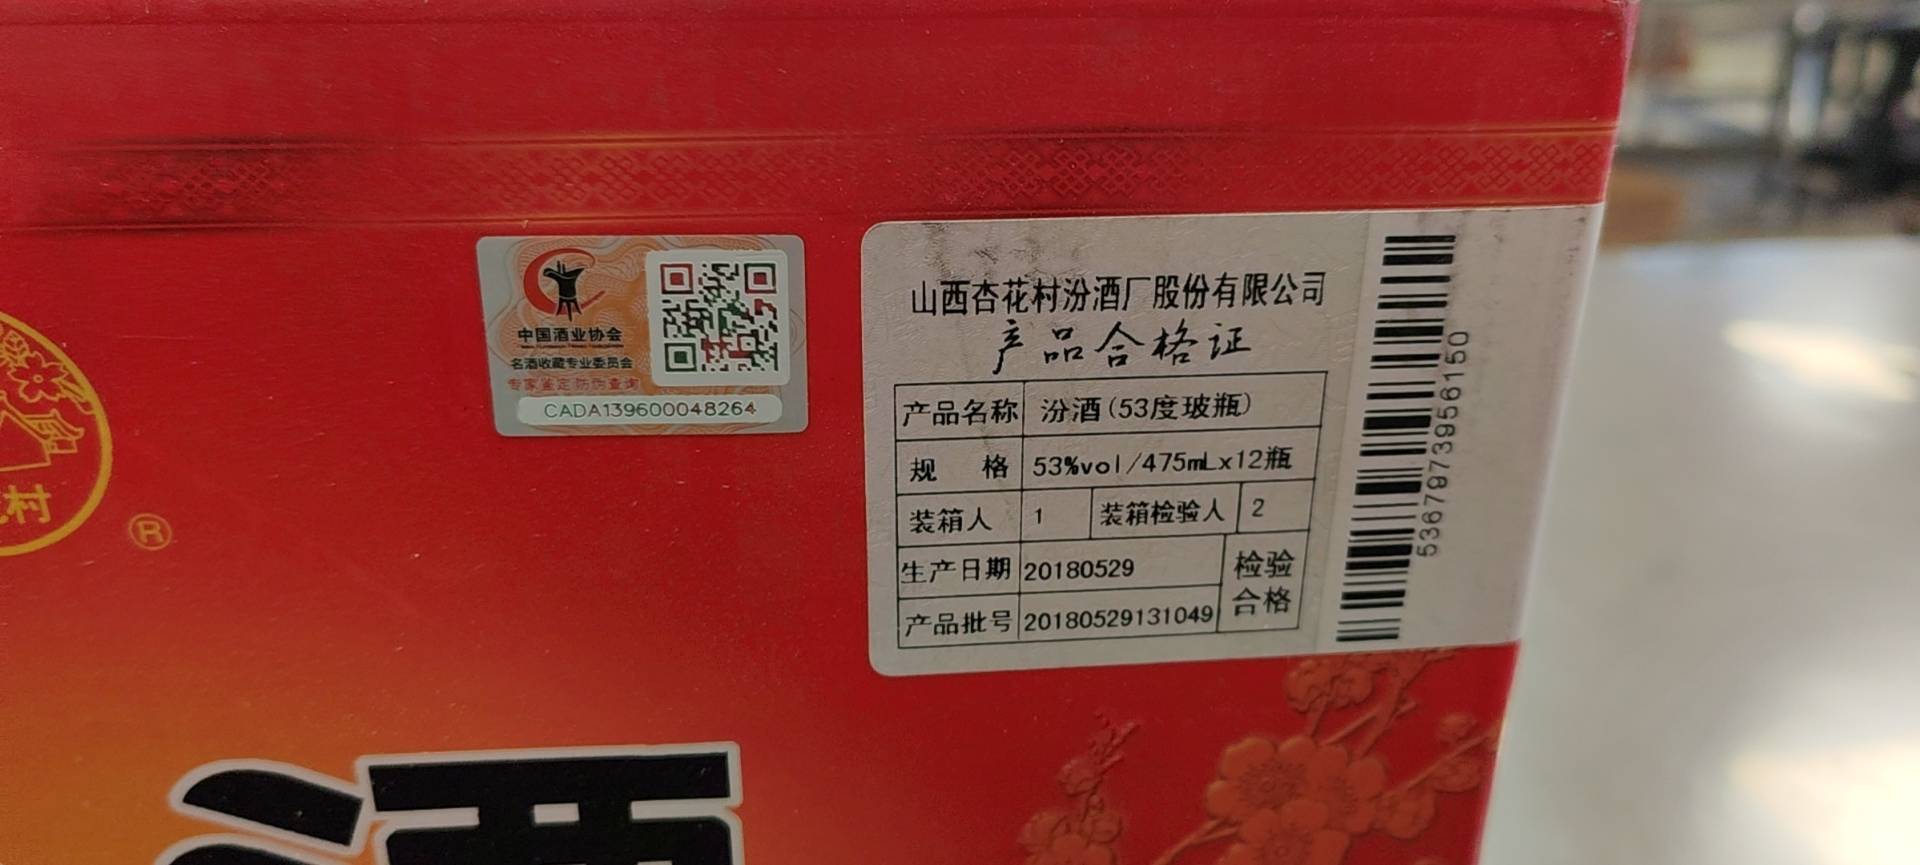 中国酒业协会
名酒收藏专业委员会
专家鉴定 防伪查询
CADA139600048264
山西杏花村汾酒厂股份有限公司
产品合格证
产品名称 汾酒(53度玻瓶)
规 格 53%vol/475mLx12瓶
装箱人 1 装箱检验人 2
生产日期 20180529
检验
合格
产品批号 20180529131049
5367973956150
村
®
酒